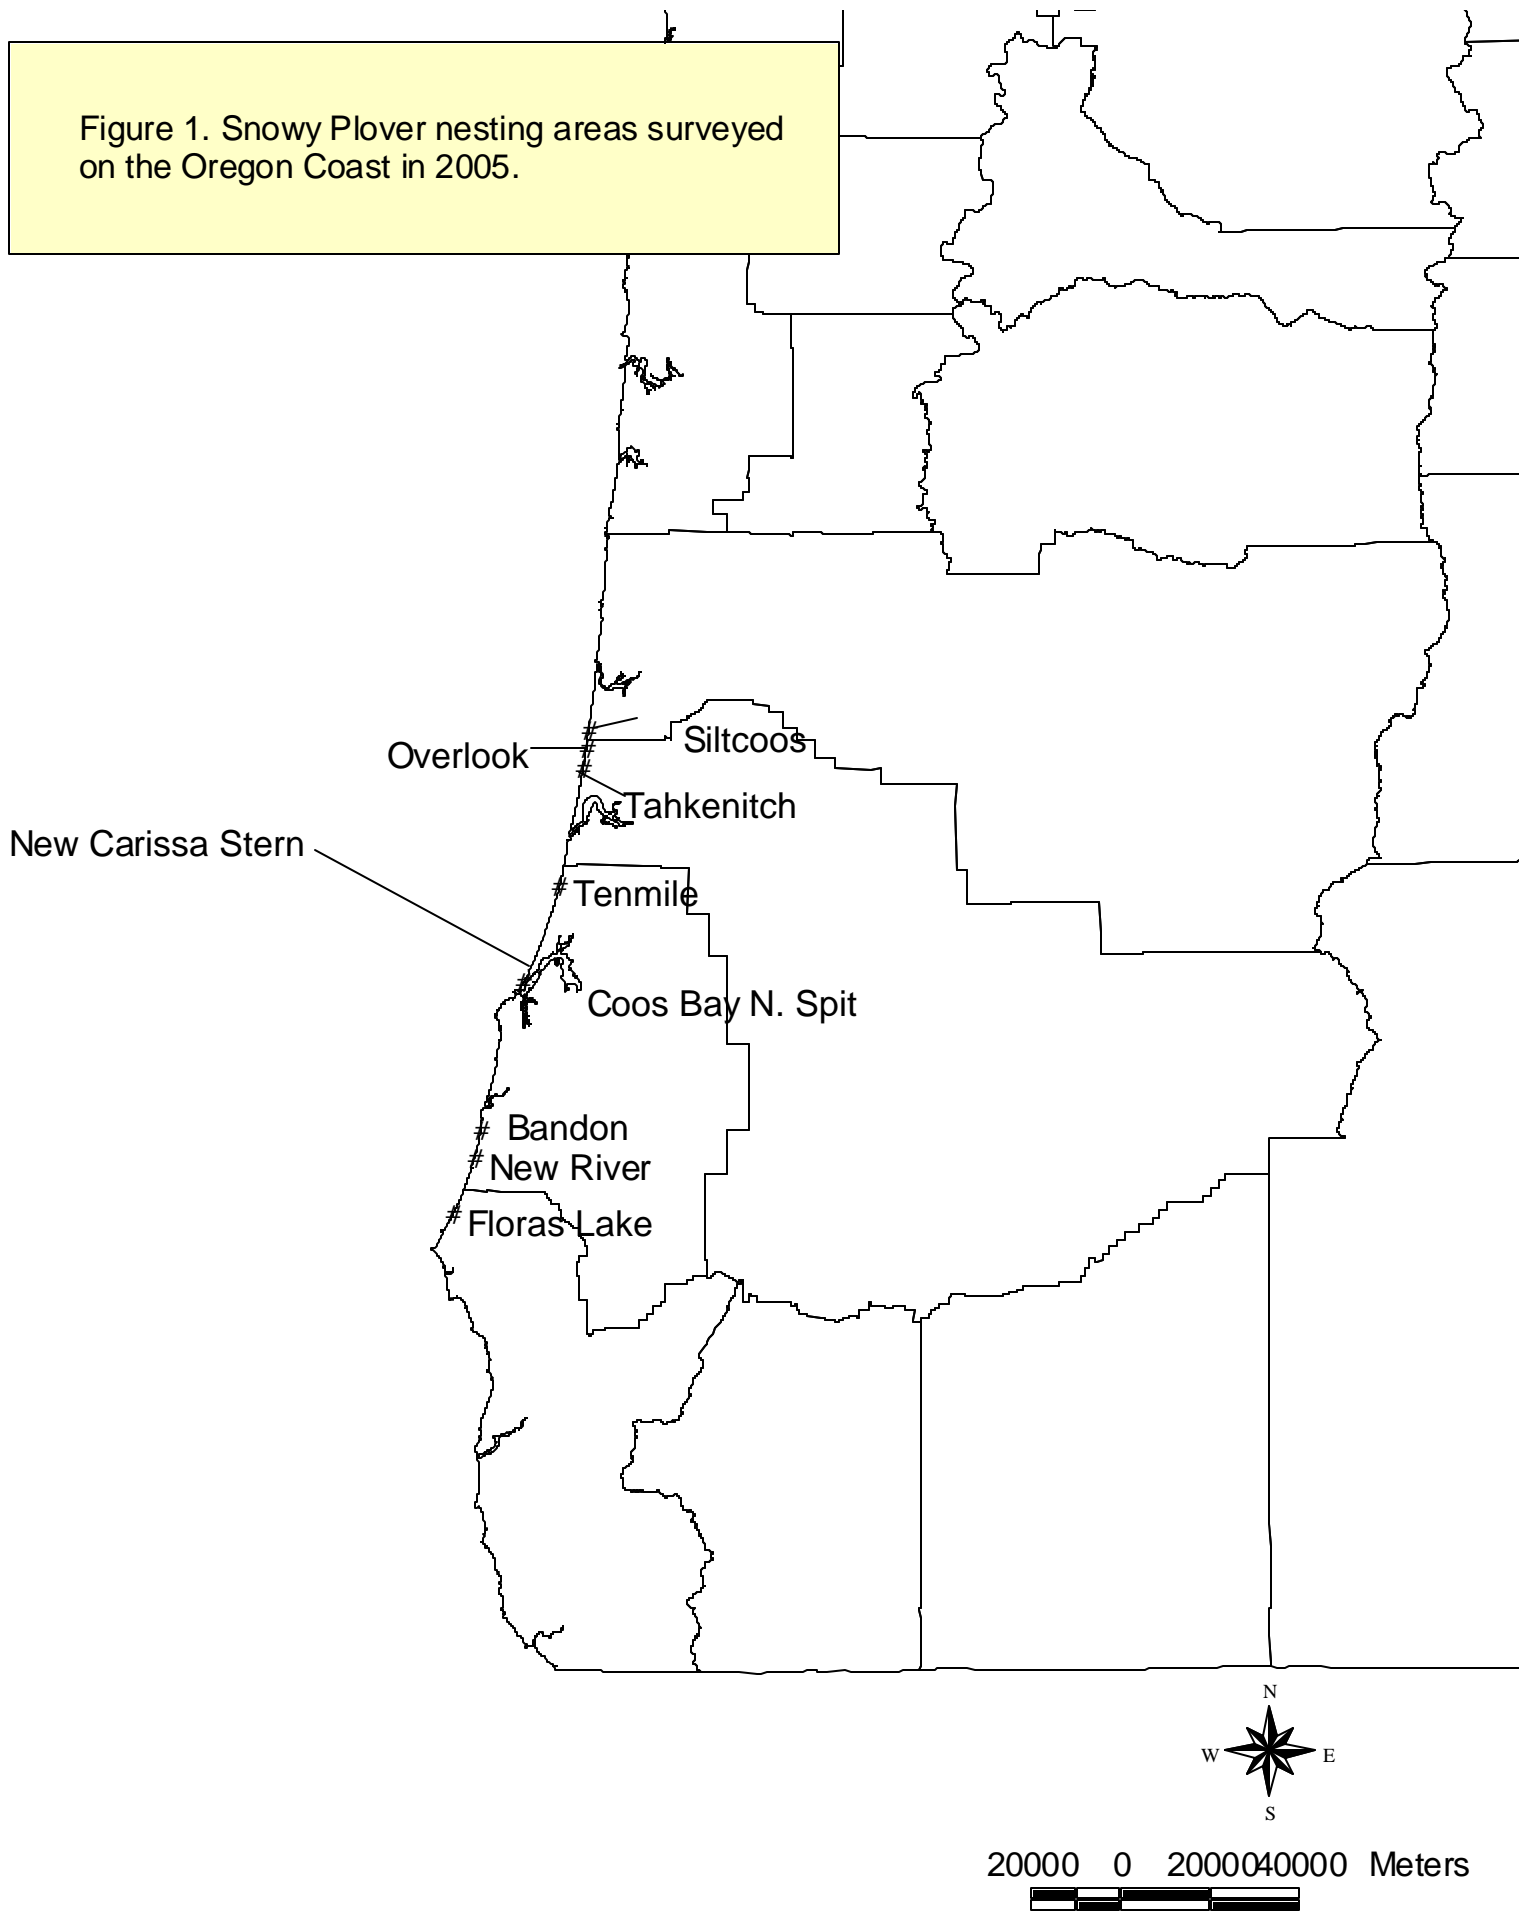 Figure 1. Snowy Plover nesting areas surveyed
on the Oregon Coast in 2005.
Siltcoos
Overlook
Tahkenitch
New Carissa Stern
Tenmile
Coos Bay N. Spit
Bandon
New River
Floras Lake
N
W E
S
20000 0 20000 40000 Meters